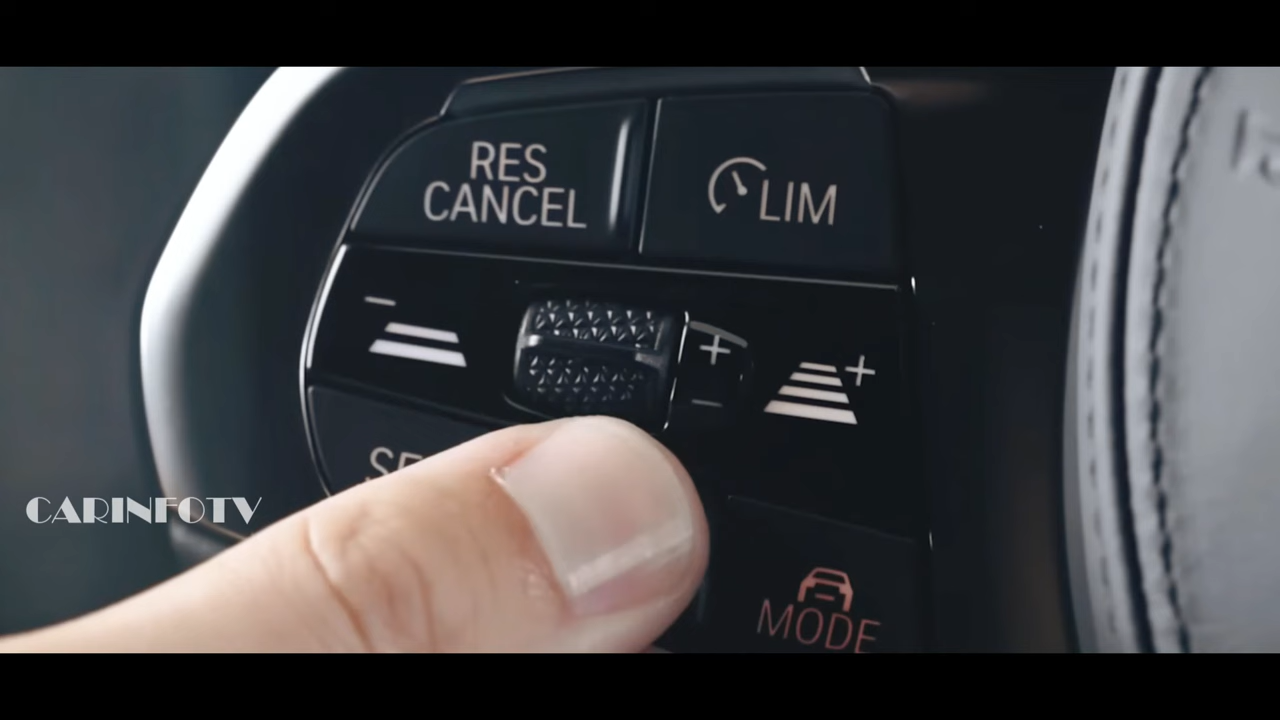 RES
CANCEL
LIM
−
+
+
−
CARINFOTV
MODE